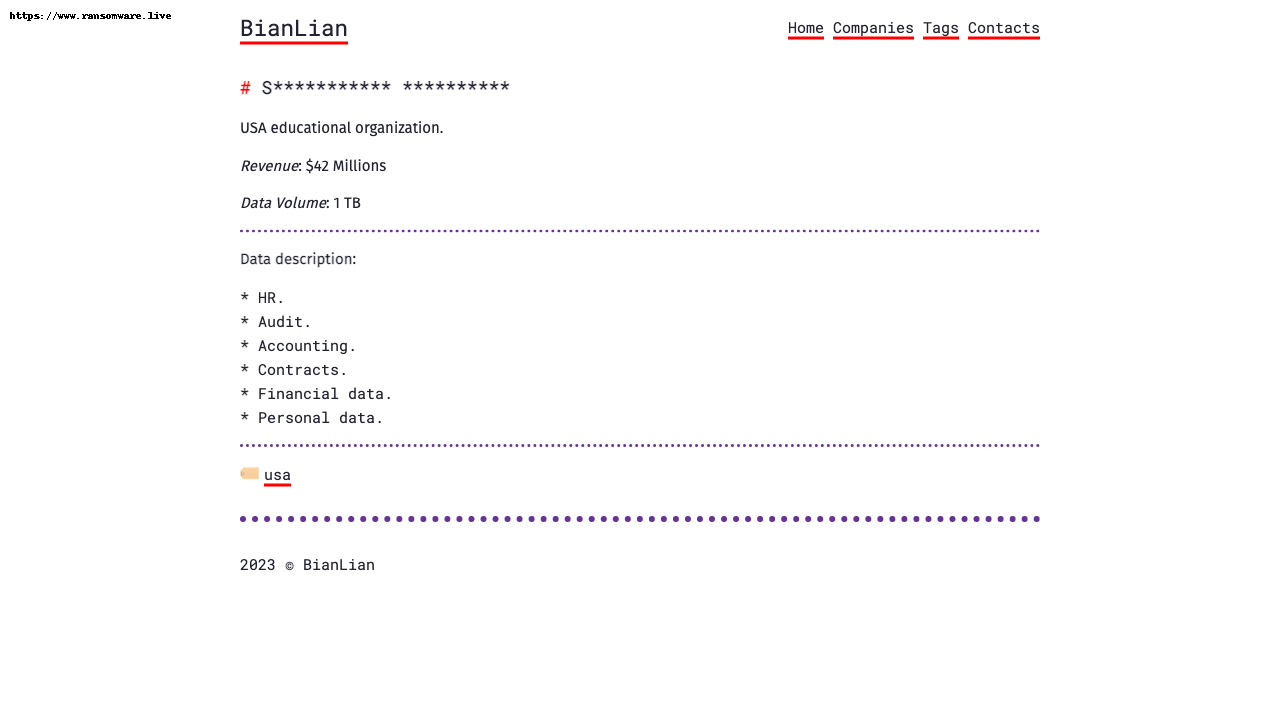 https://www.ransomware.live
BianLian
Home Companies Tags Contacts
# S*********** **********
USA educational organization.
Revenue: $42 Millions
Data Volume: 1 TB
Data description:
* HR.
* Audit.
* Accounting.
* Contracts.
* Financial data.
* Personal data.
usa
2023 © BianLian